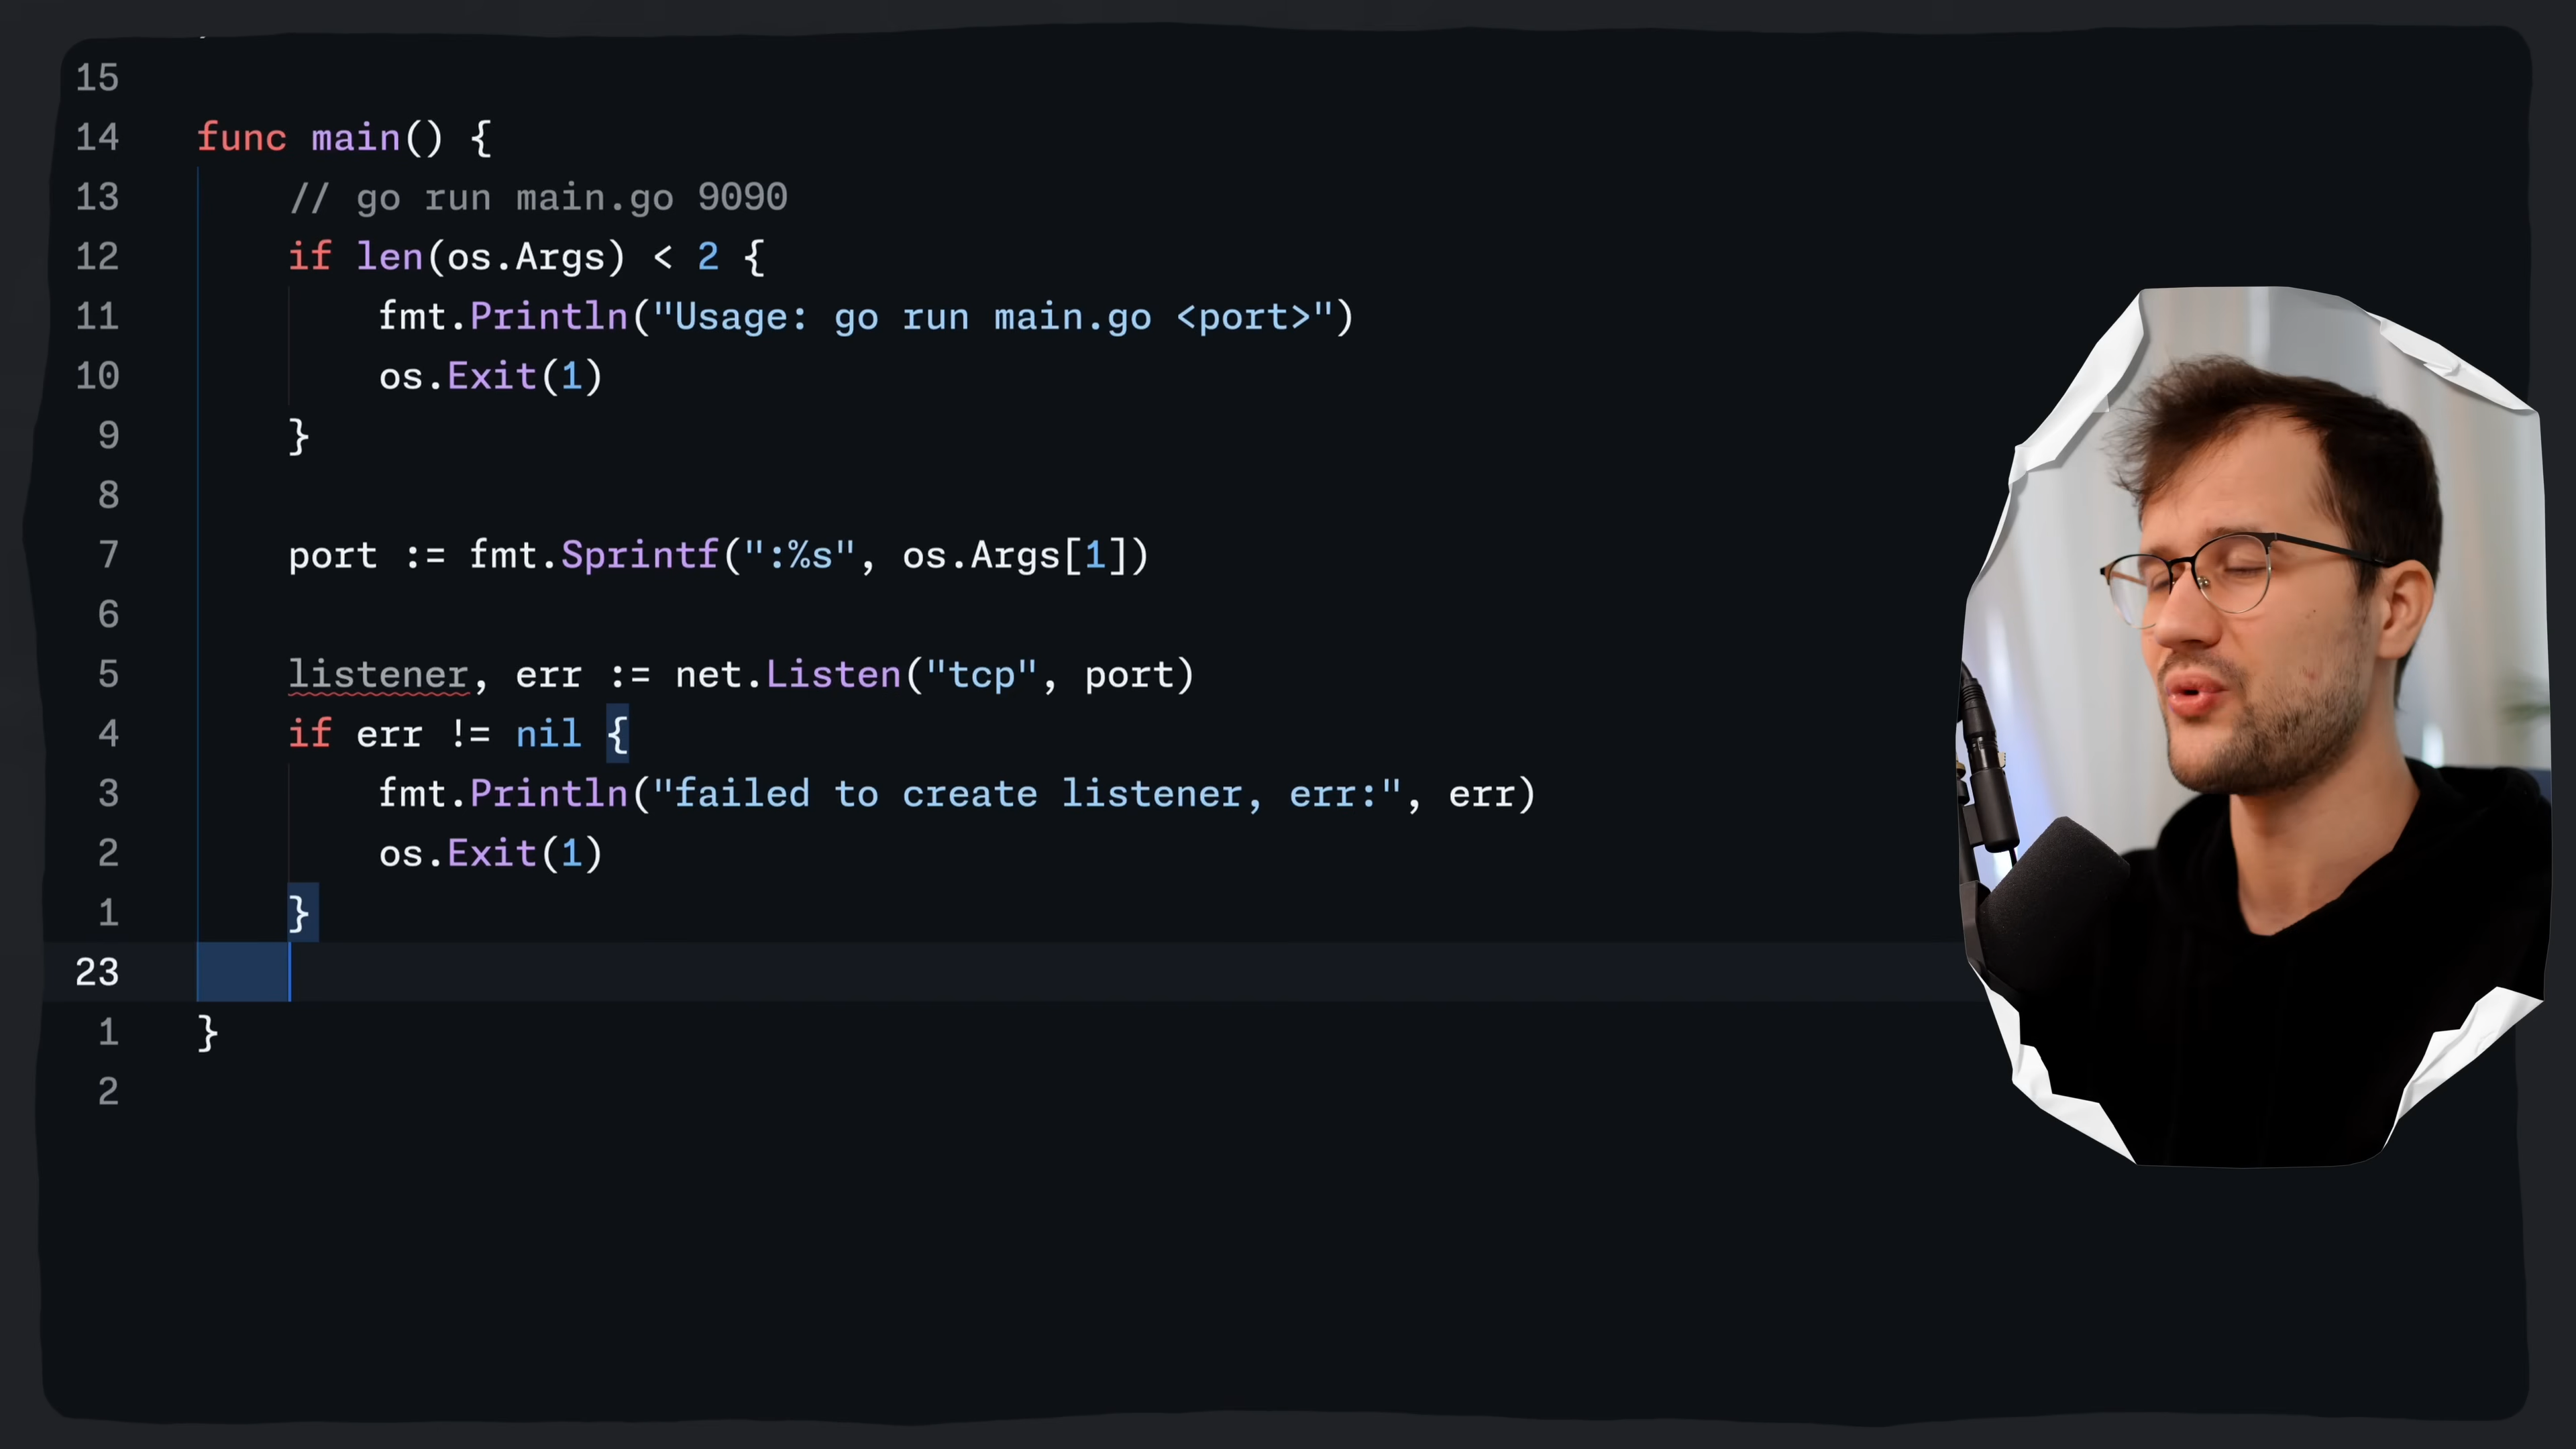 15
14 func main() {
13 // go run main.go 9090
12 if len(os.Args) < 2 {
11 fmt.Println("Usage: go run main.go <port>")
10 os.Exit(1)
9 }
8
7 port := fmt.Sprintf(":%s", os.Args[1])
6
5 listener, err := net.Listen("tcp", port)
4 if err != nil {
3 fmt.Println("failed to create listener, err:", err)
2 os.Exit(1)
1 }
23
1 }
2